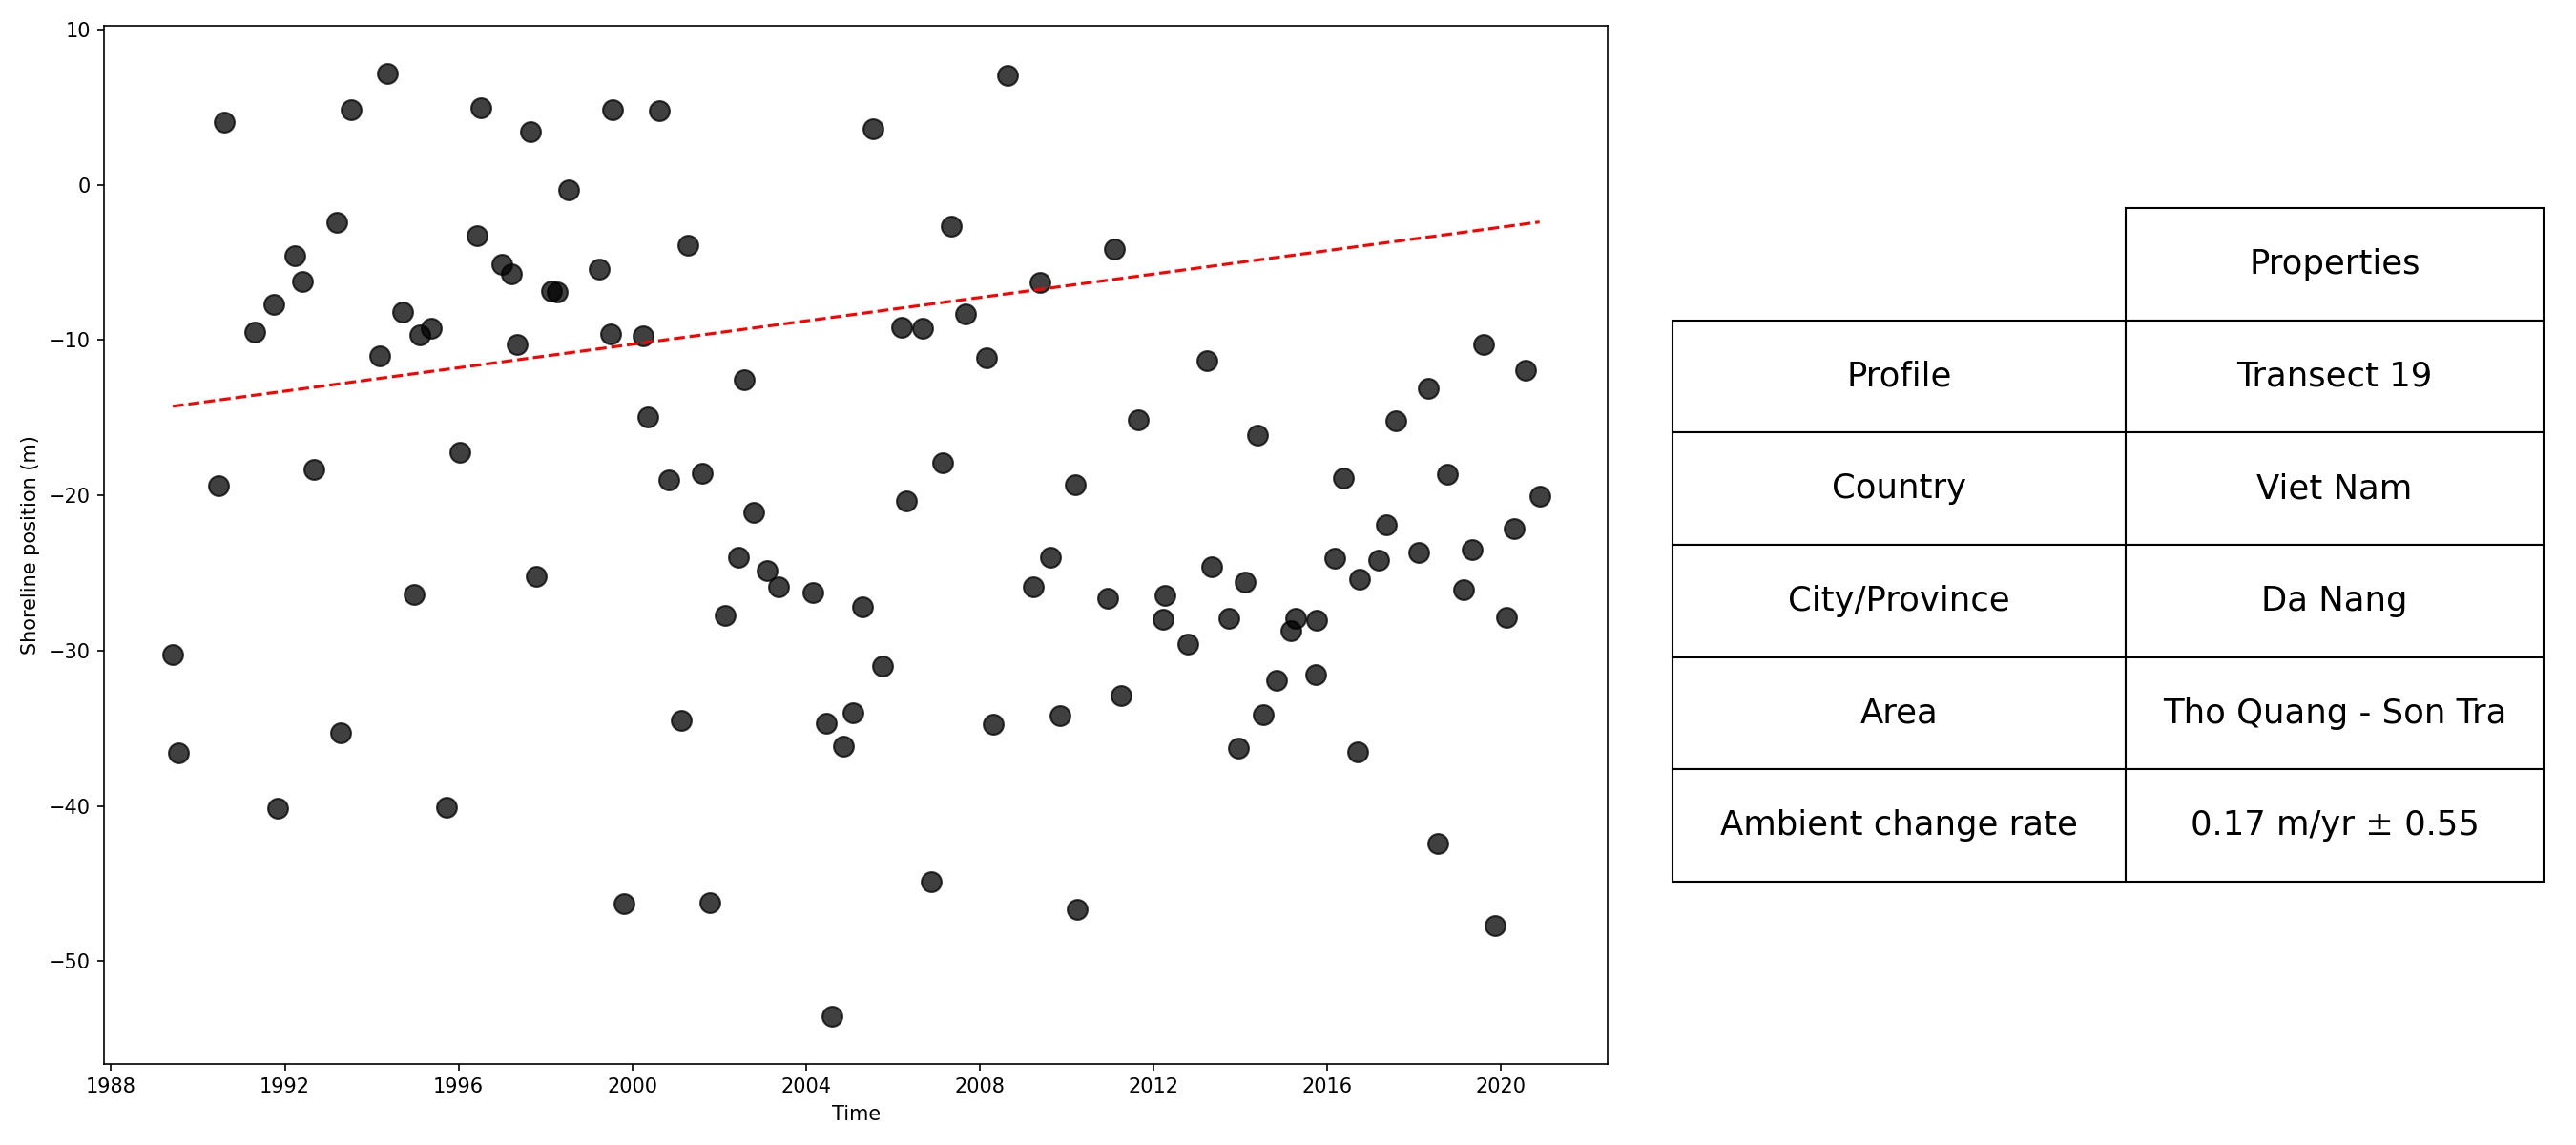 10
0
−10
−20
−30
−40
−50
Shoreline position (m)
1988 1992 1996 2000 2004 2008 2012 2016 2020
Time
Properties
Profile Transect 19
Country Viet Nam
City/Province Da Nang
Area Tho Quang - Son Tra
Ambient change rate 0.17 m/yr ± 0.55